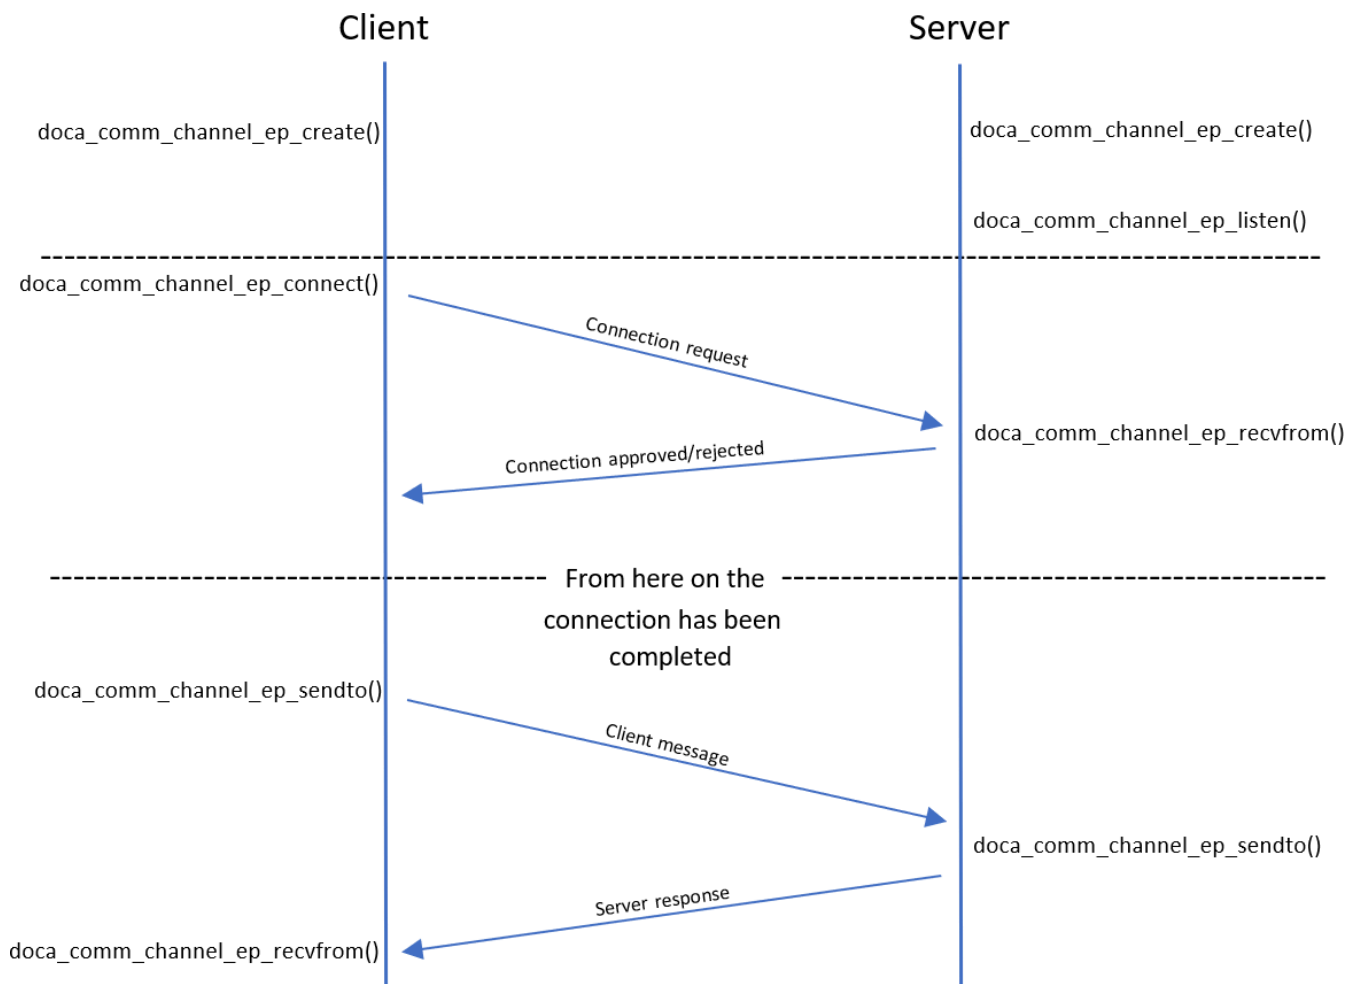 Client
Server
doca_comm_channel_ep_create()
doca_comm_channel_ep_create()
doca_comm_channel_ep_listen()
doca_comm_channel_ep_connect()
Connection request
doca_comm_channel_ep_recvfrom()
Connection approved/rejected
From here on the
connection has been
completed
doca_comm_channel_ep_sendto()
Client message
doca_comm_channel_ep_sendto()
Server response
doca_comm_channel_ep_recvfrom()